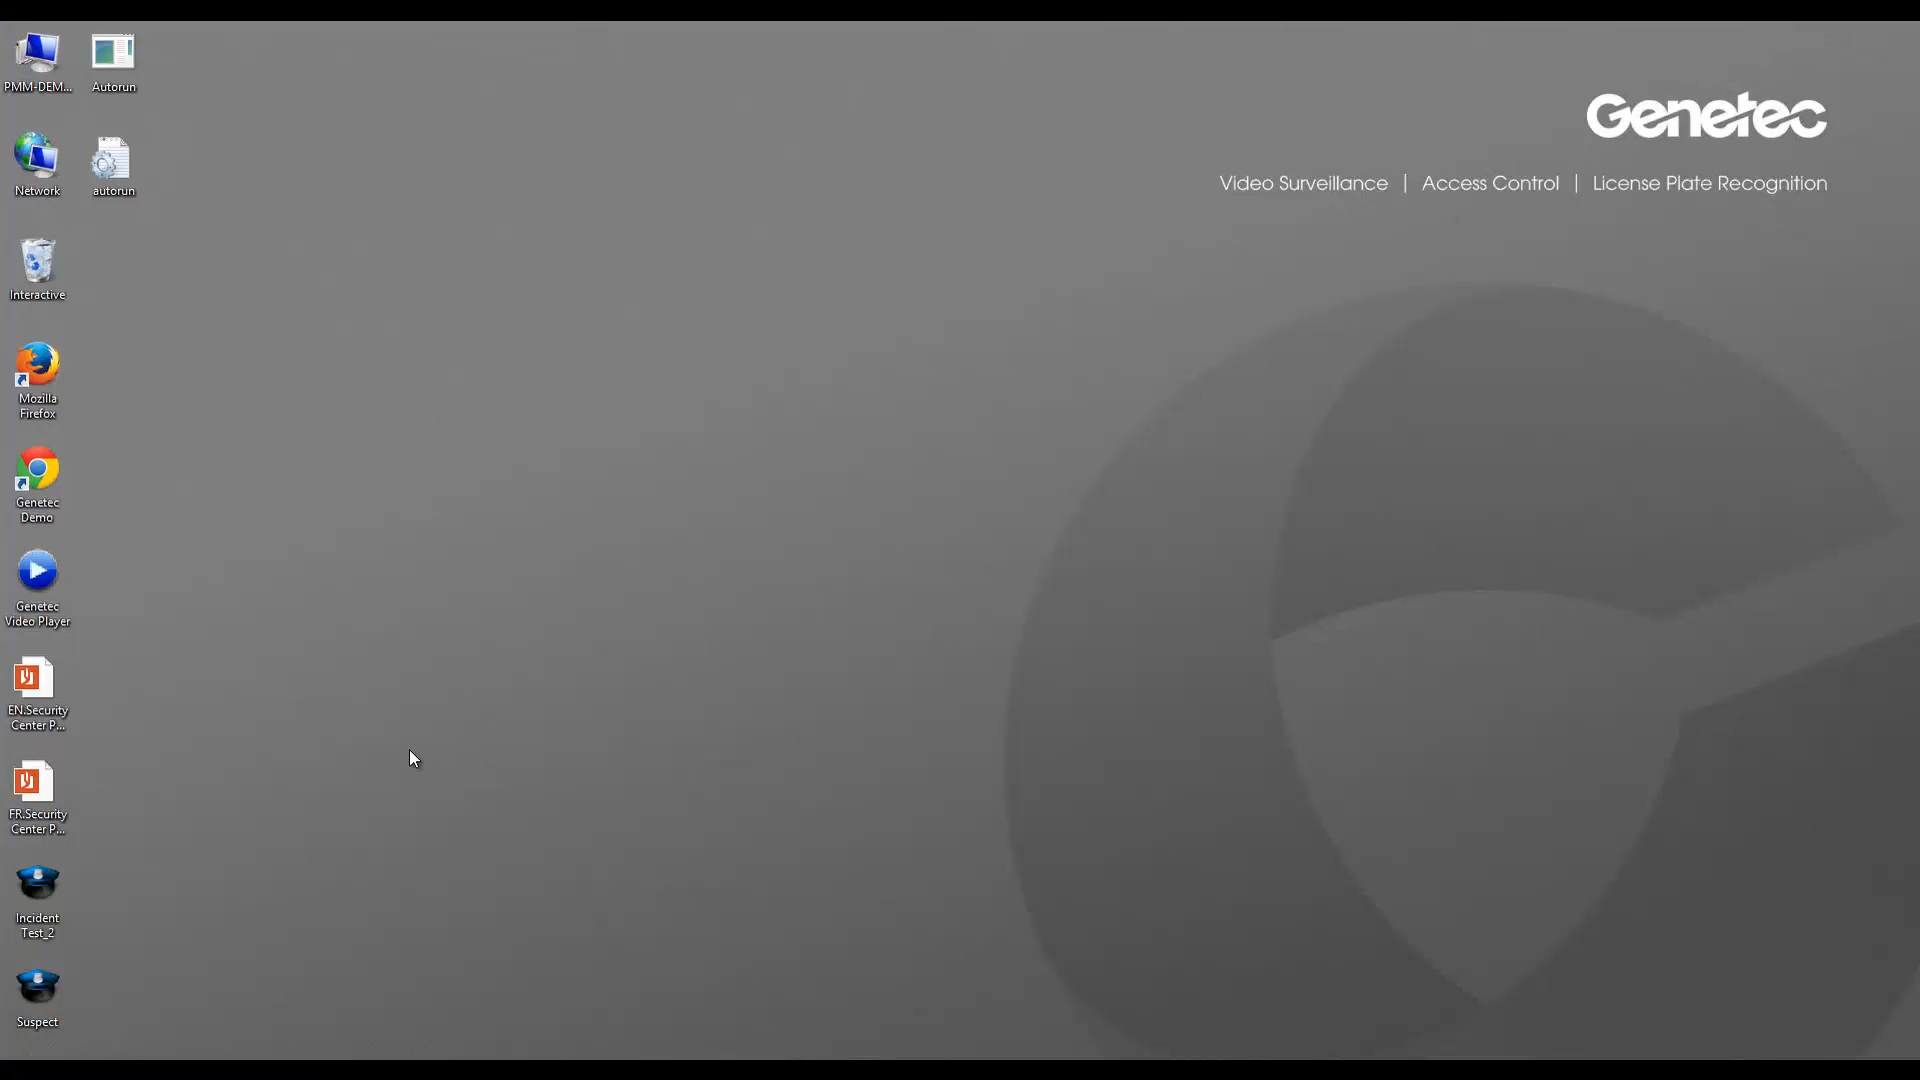 PMM-DEM...
Autorun
Genetec
Video Surveillance | Access Control | License Plate Recognition
Network
autorun
Interactive
Mozilla
Firefox
Genetec
Demo
Genetec
Video Player
EN.Security
Center P...
FR.Security
Center P...
Incident
Test_2
Suspect